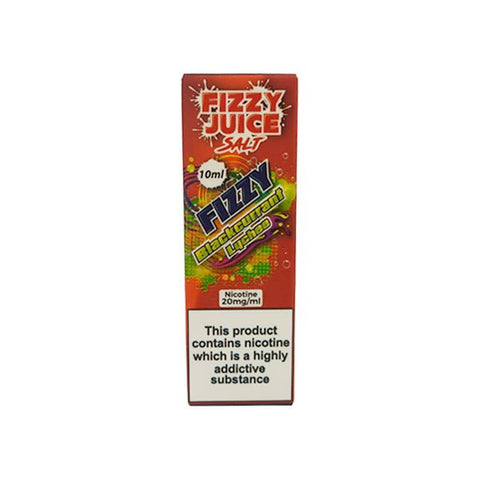 FIZZY
JUICE
SALT
10ml
FIZZY
Blackcurrant
Lychee
Nicotine
20mg/ml
This product
contains nicotine
which is a highly
addictive
substance